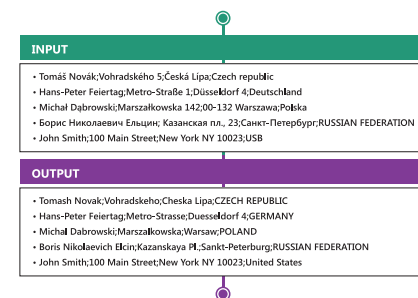 INPUT
• Tomáš Novák;Vohradského 5;Česká Lípa;Czech republic
• Hans-Peter Feiertag;Metro-Straße 1;Düsseldorf 4;Deutschland
• Michał Dąbrowski;Marszałkowska 142;00-132 Warszawa;Polska
• Борис Николаевич Ельцин; Казанская пл., 23;Санкт-Петербург;RUSSIAN FEDERATION
• John Smith;100 Main Street;New York NY 10023;USB
OUTPUT
• Tomash Novak;Vohradskeho;Cheska Lipa;CZECH REPUBLIC
• Hans-Peter Feiertag;Metro-Strasse;Duesseldorf 4;GERMANY
• Michal Dabrowski;Marszalkowska;Warsaw;POLAND
• Boris Nikolaevich Elcin;Kazanskaya Pl.;Sankt-Peterburg;RUSSIAN FEDERATION
• John Smith;100 Main Street;New York NY 10023;United States